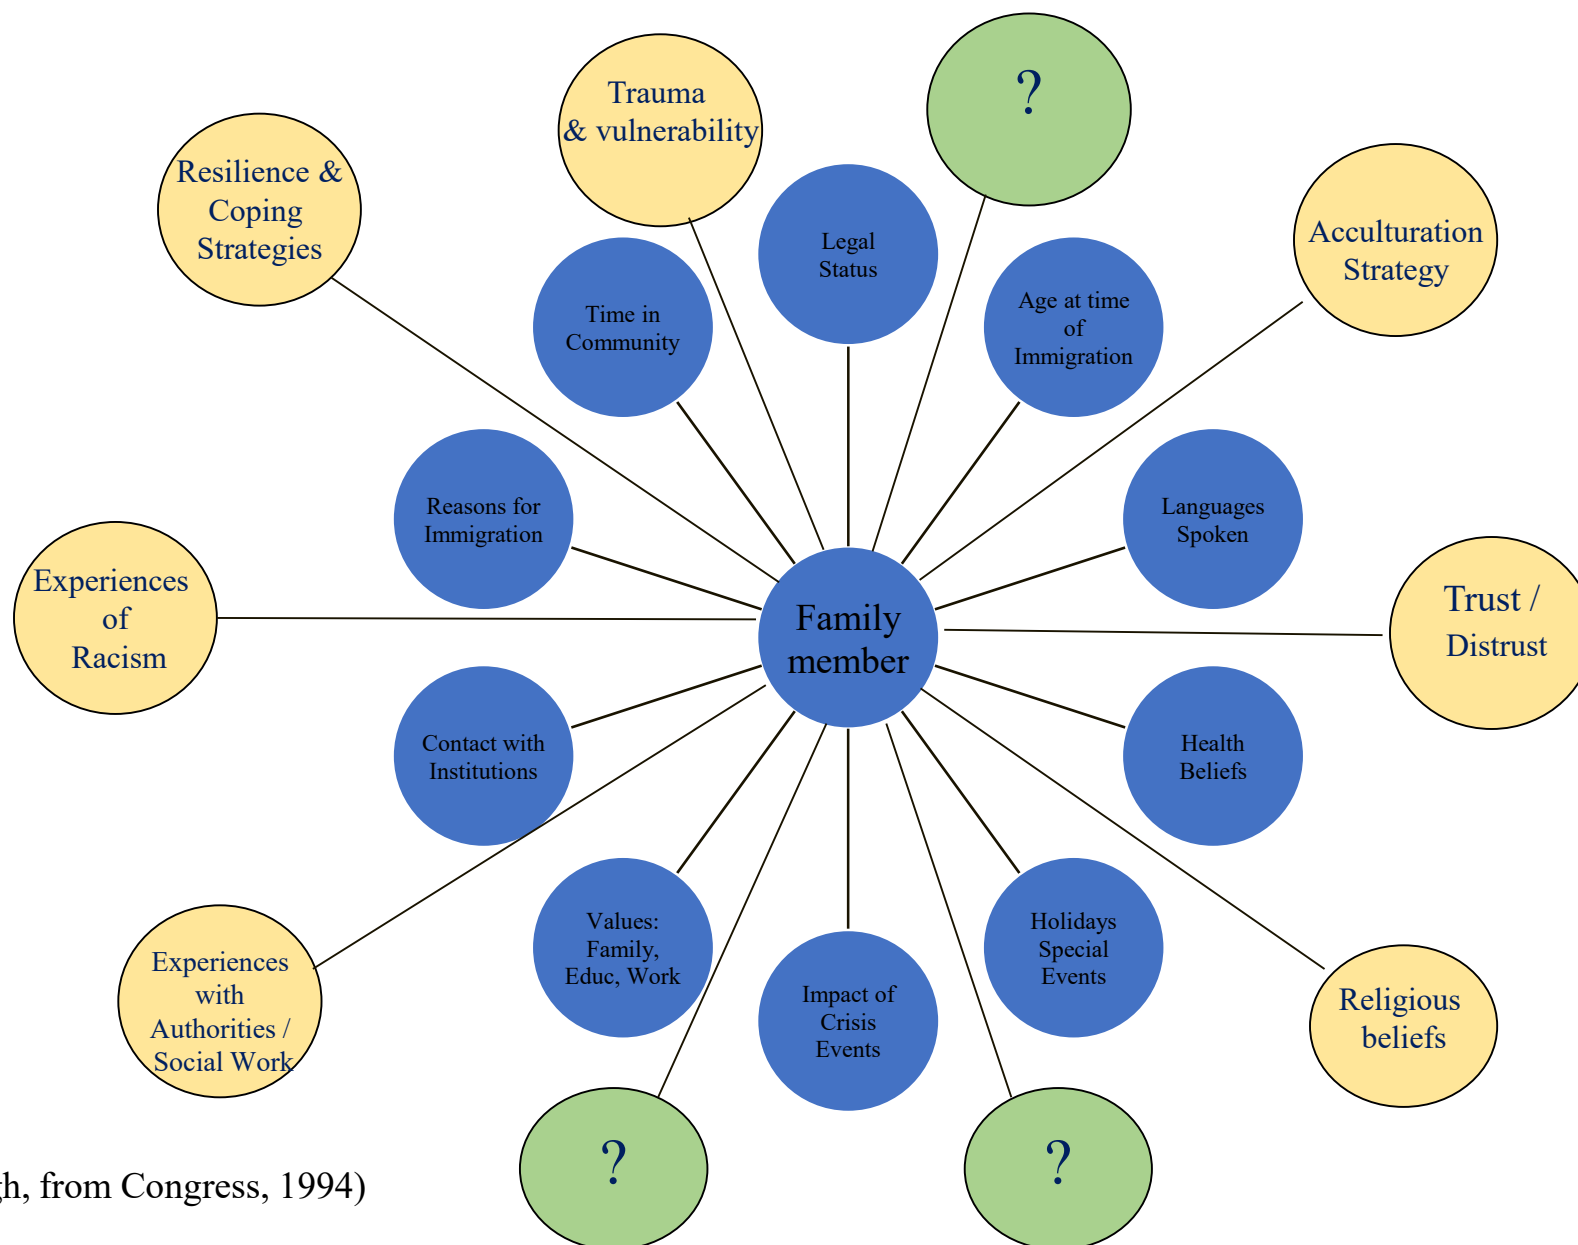 ?
Trauma
& vulnerability
Resilience &
Coping
Strategies
Acculturation
Strategy
Legal
Status
Time in
Community
Age at time
of
Immigration
Reasons for
Immigration
Languages
Spoken
Experiences
of
Racism
Family
member
Trust /
Distrust
Contact with
Institutions
Health
Beliefs
Values:
Family,
Educ, Work
Holidays
Special
Events
Experiences
with
Authorities /
Social Work
Impact of
Crisis
Events
Religious
beliefs
?
?
gh, from Congress, 1994)